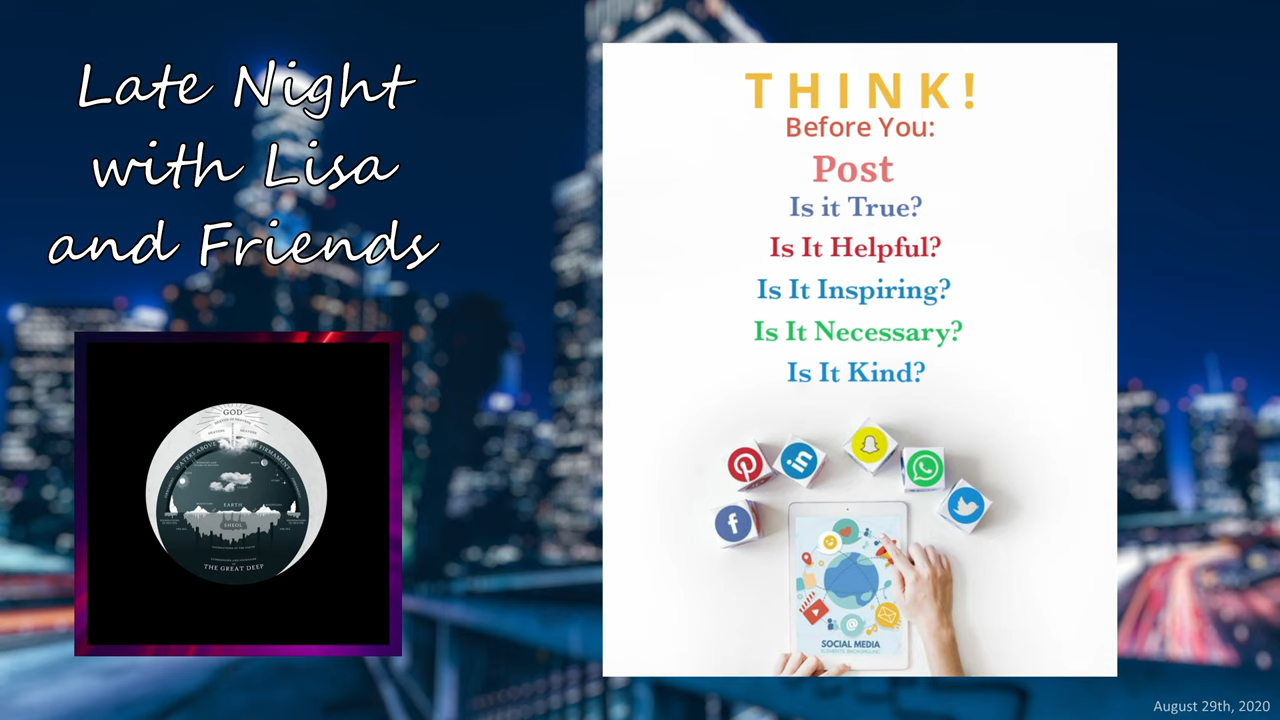 Late Night
with Lisa
and Friends
THINK!
Before You:
Post
Is it True?
Is It Helpful?
Is It Inspiring?
Is It Necessary?
Is It Kind?
GOD
WATERS ABOVE
FIRMAMENT
EARTH
SHEOL
THE GREAT DEEP
SOCIAL MEDIA
August 29th, 2020